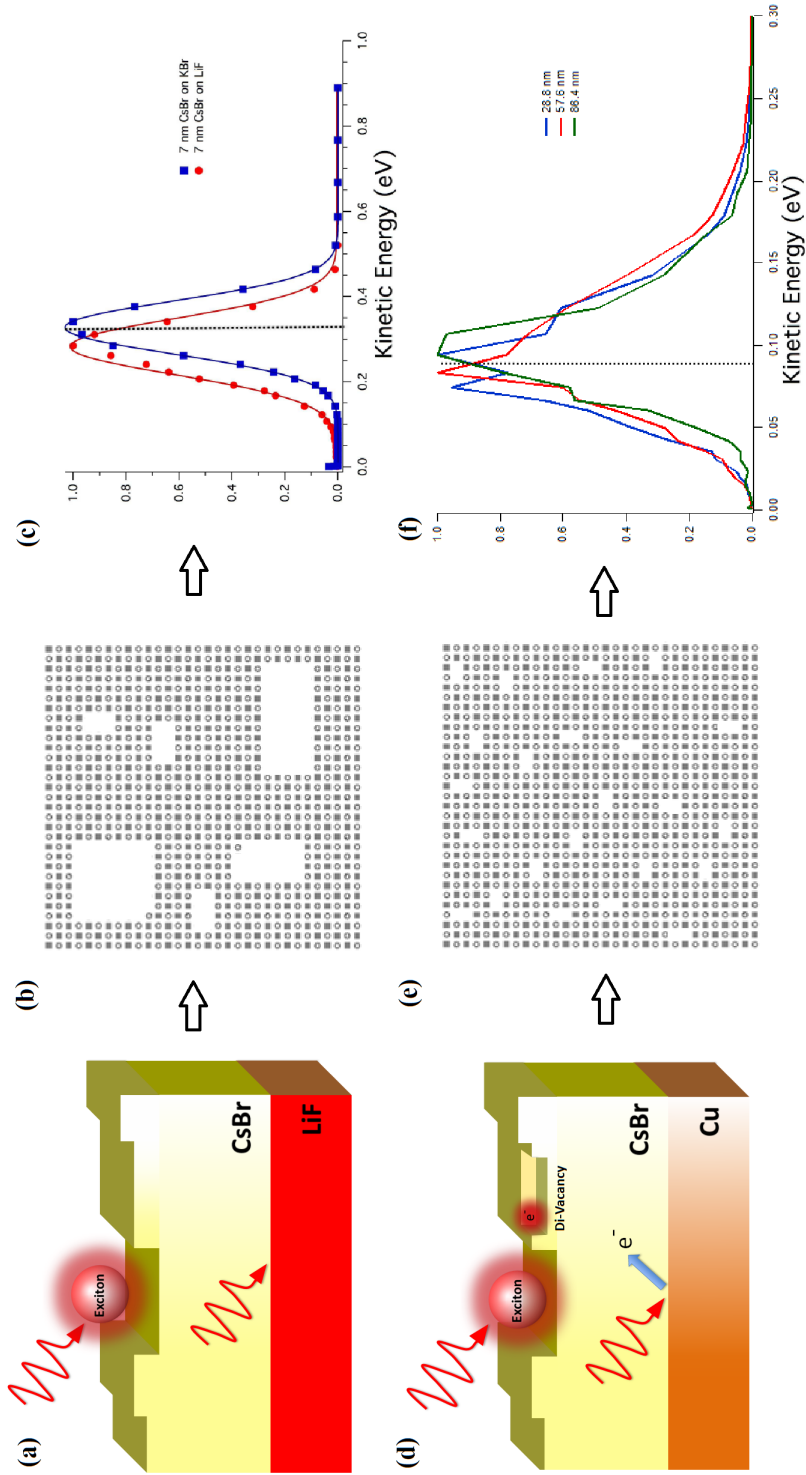 (a)
Exciton
CsBr
LiF
(b)
(c)
1.0
0.8
0.6
0.4
0.2
0.0
0.0
0.2
0.4
0.6
0.8
1.0
Kinetic Energy (eV)
7 nm CsBr on KBr
7 nm CsBr on LiF
(d)
Exciton
e-
Di-Vacancy
e-
CsBr
Cu
(e)
(f)
1.0
0.8
0.6
0.4
0.2
0.0
0.00
0.05
0.10
0.15
0.20
0.25
0.30
Kinetic Energy (eV)
28.8 nm
57.6 nm
86.4 nm